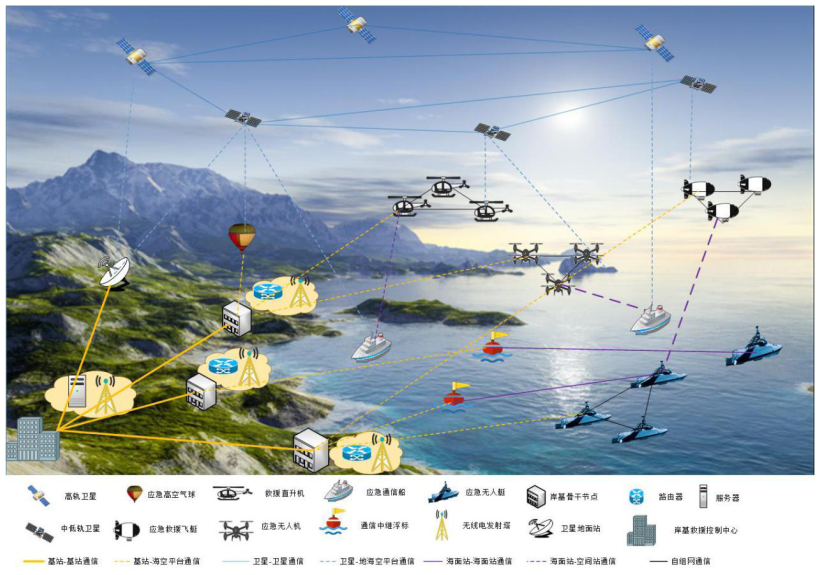 高轨卫星 应急高空气球 救援直升机 应急通信船 应急无人艇 岸基骨干节点 路由器 服务器
中低轨卫星 应急救援飞艇 应急无人机 通信中继浮标 无线电发射塔 卫星地面站 岸基救援控制中心
基站-基站通信 基站-海空平台通信 卫星-卫星通信 卫星-地海空平台通信 海面站-海面站通信 海面站-空间站通信 自组网通信